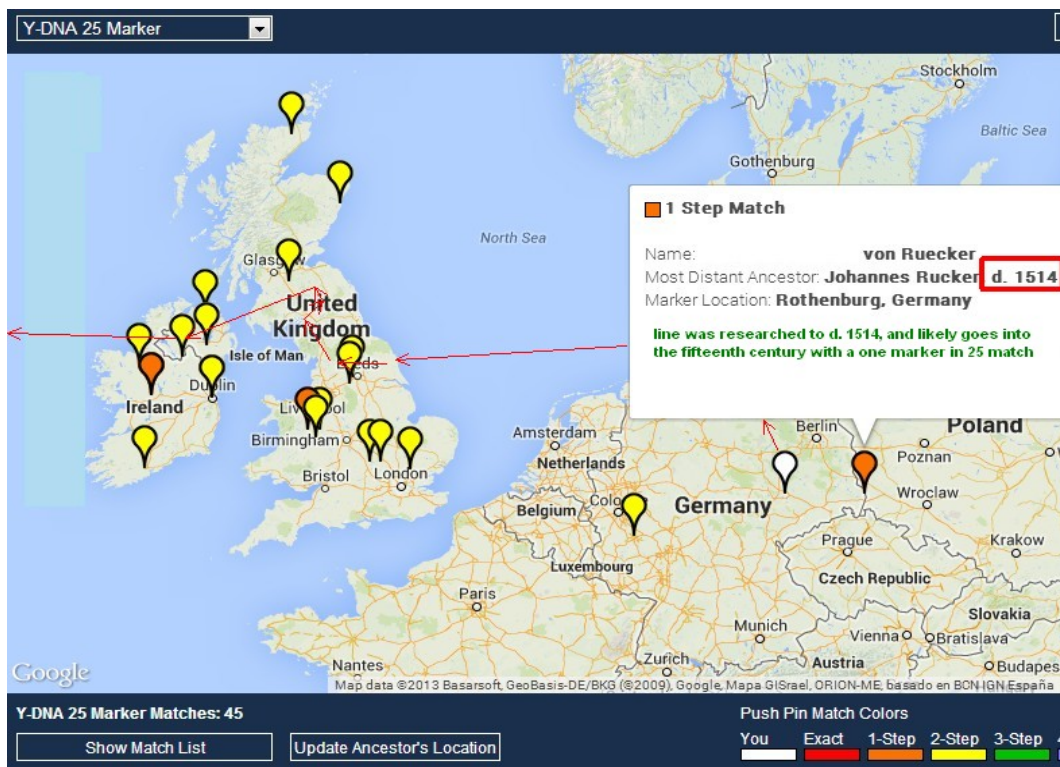 Y-DNA 25 Marker
Stockholm
Baltic Sea
Gothenburg
1 Step Match
Name: von Ruecker
Most Distant Ancestor: Johannes Rucker d. 1514
Marker Location: Rothenburg, Germany
line was researched to d. 1514, and likely goes into
the fifteenth century with a one marker in 25 match
North Sea
Glasgow
United
Kingdom
Isle of Man
Leeds
Dublin
Ireland
Liverpool
Birmingham
Bristol
London
Amsterdam
Netherlands
Berlin
Poland
Poznan
Belgium
Cologne
Germany
Wroclaw
Prague
Krakow
Luxembourg
Czech Republic
Paris
Slovakia
Munich
Vienna
Bratislava
Zurich
Austria
Budapes
Nantes
Google
Map data ©2013 Basarsoft, GeoBasis-DE/BKG (©2009), Google, Mapa GISrael, ORION-ME, basado en BCN IGN España
Y-DNA 25 Marker Matches: 45
Push Pin Match Colors
You Exact 1-Step 2-Step 3-Step
Show Match List
Update Ancestor's Location